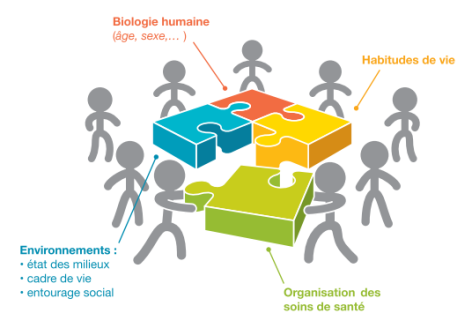 Biologie humaine
(âge, sexe,... )
Habitudes de vie
Environnements :
• état des milieux
• cadre de vie
• entourage social
Organisation des
soins de santé